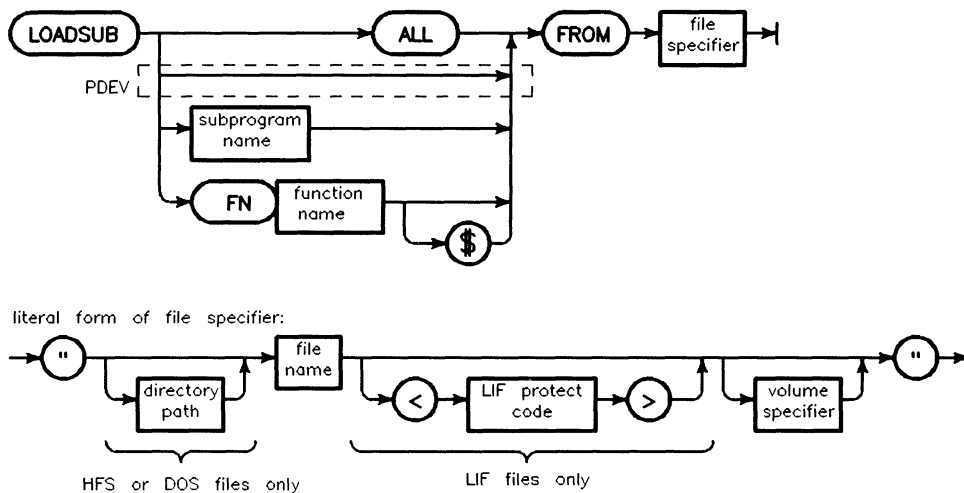 LOADSUB ALL FROM file
specifier
PDEV
subprogram
name
FN function
name
$
literal form of file specifier:
" directory
path
file
name
< LIF protect
code >
volume
specifier
"
HFS or DOS files only
LIF files only